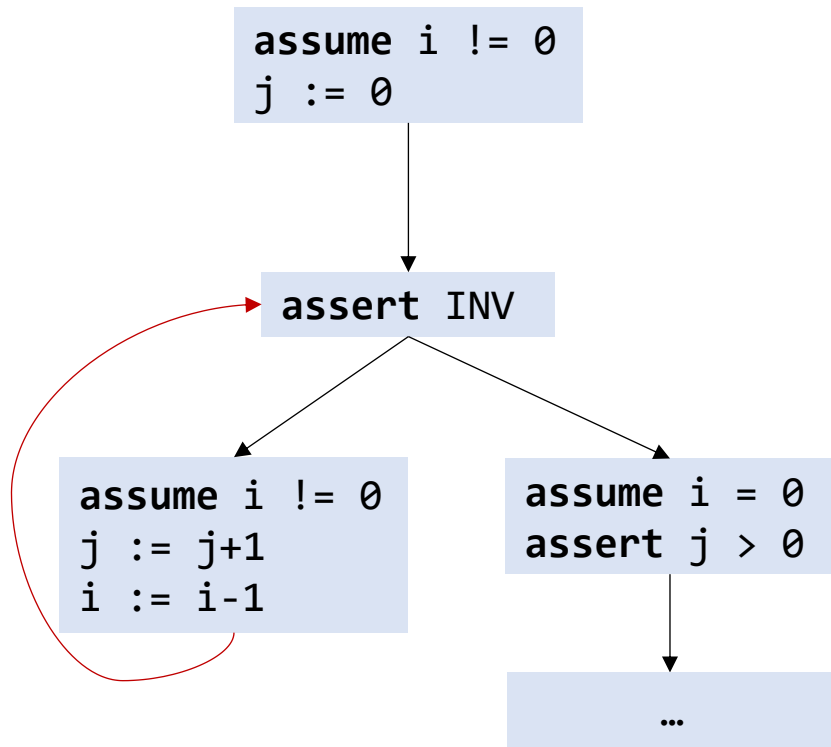 assume i != 0
j := 0
assert INV
assume i != 0
j := j+1
i := i-1
assume i = 0
assert j > 0
…